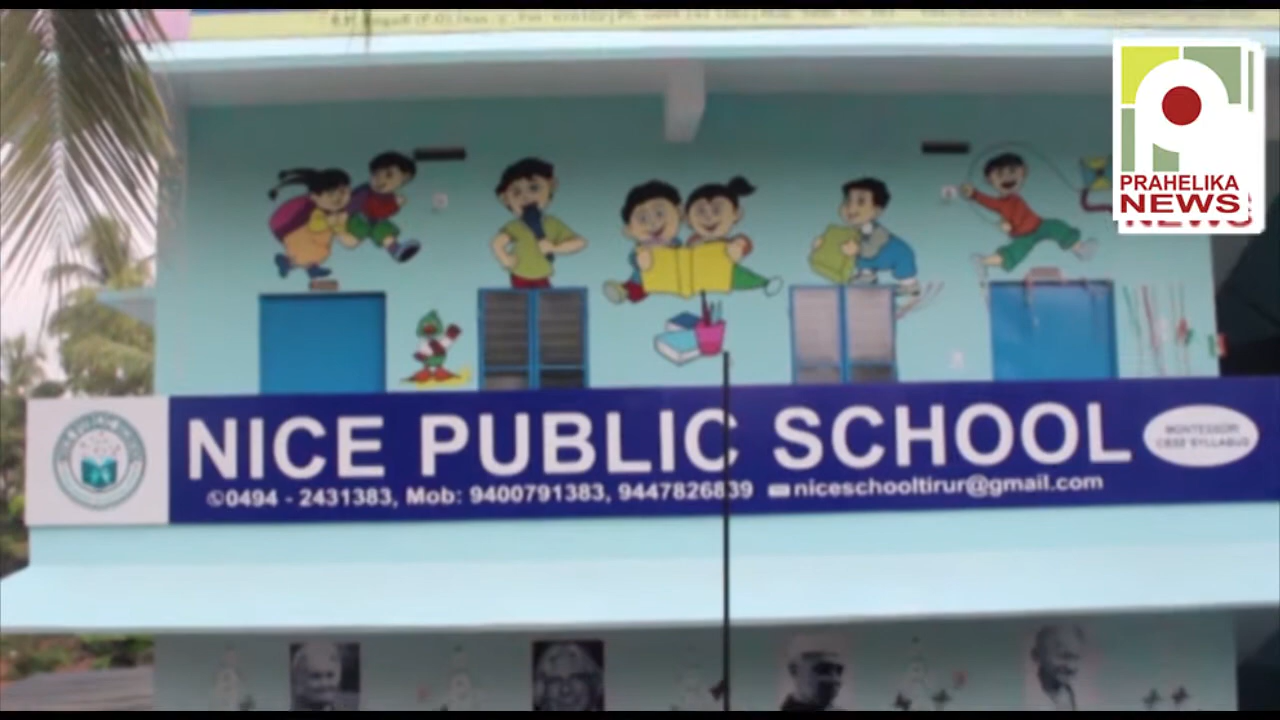 PRAHELIKA
NEWS
NICE PUBLIC SCHOOL
MONTESSORI
CBSE SYLLABUS
0494 - 2431383, Mob: 9400791383, 9447826839 niceschooltirur@gmail.com